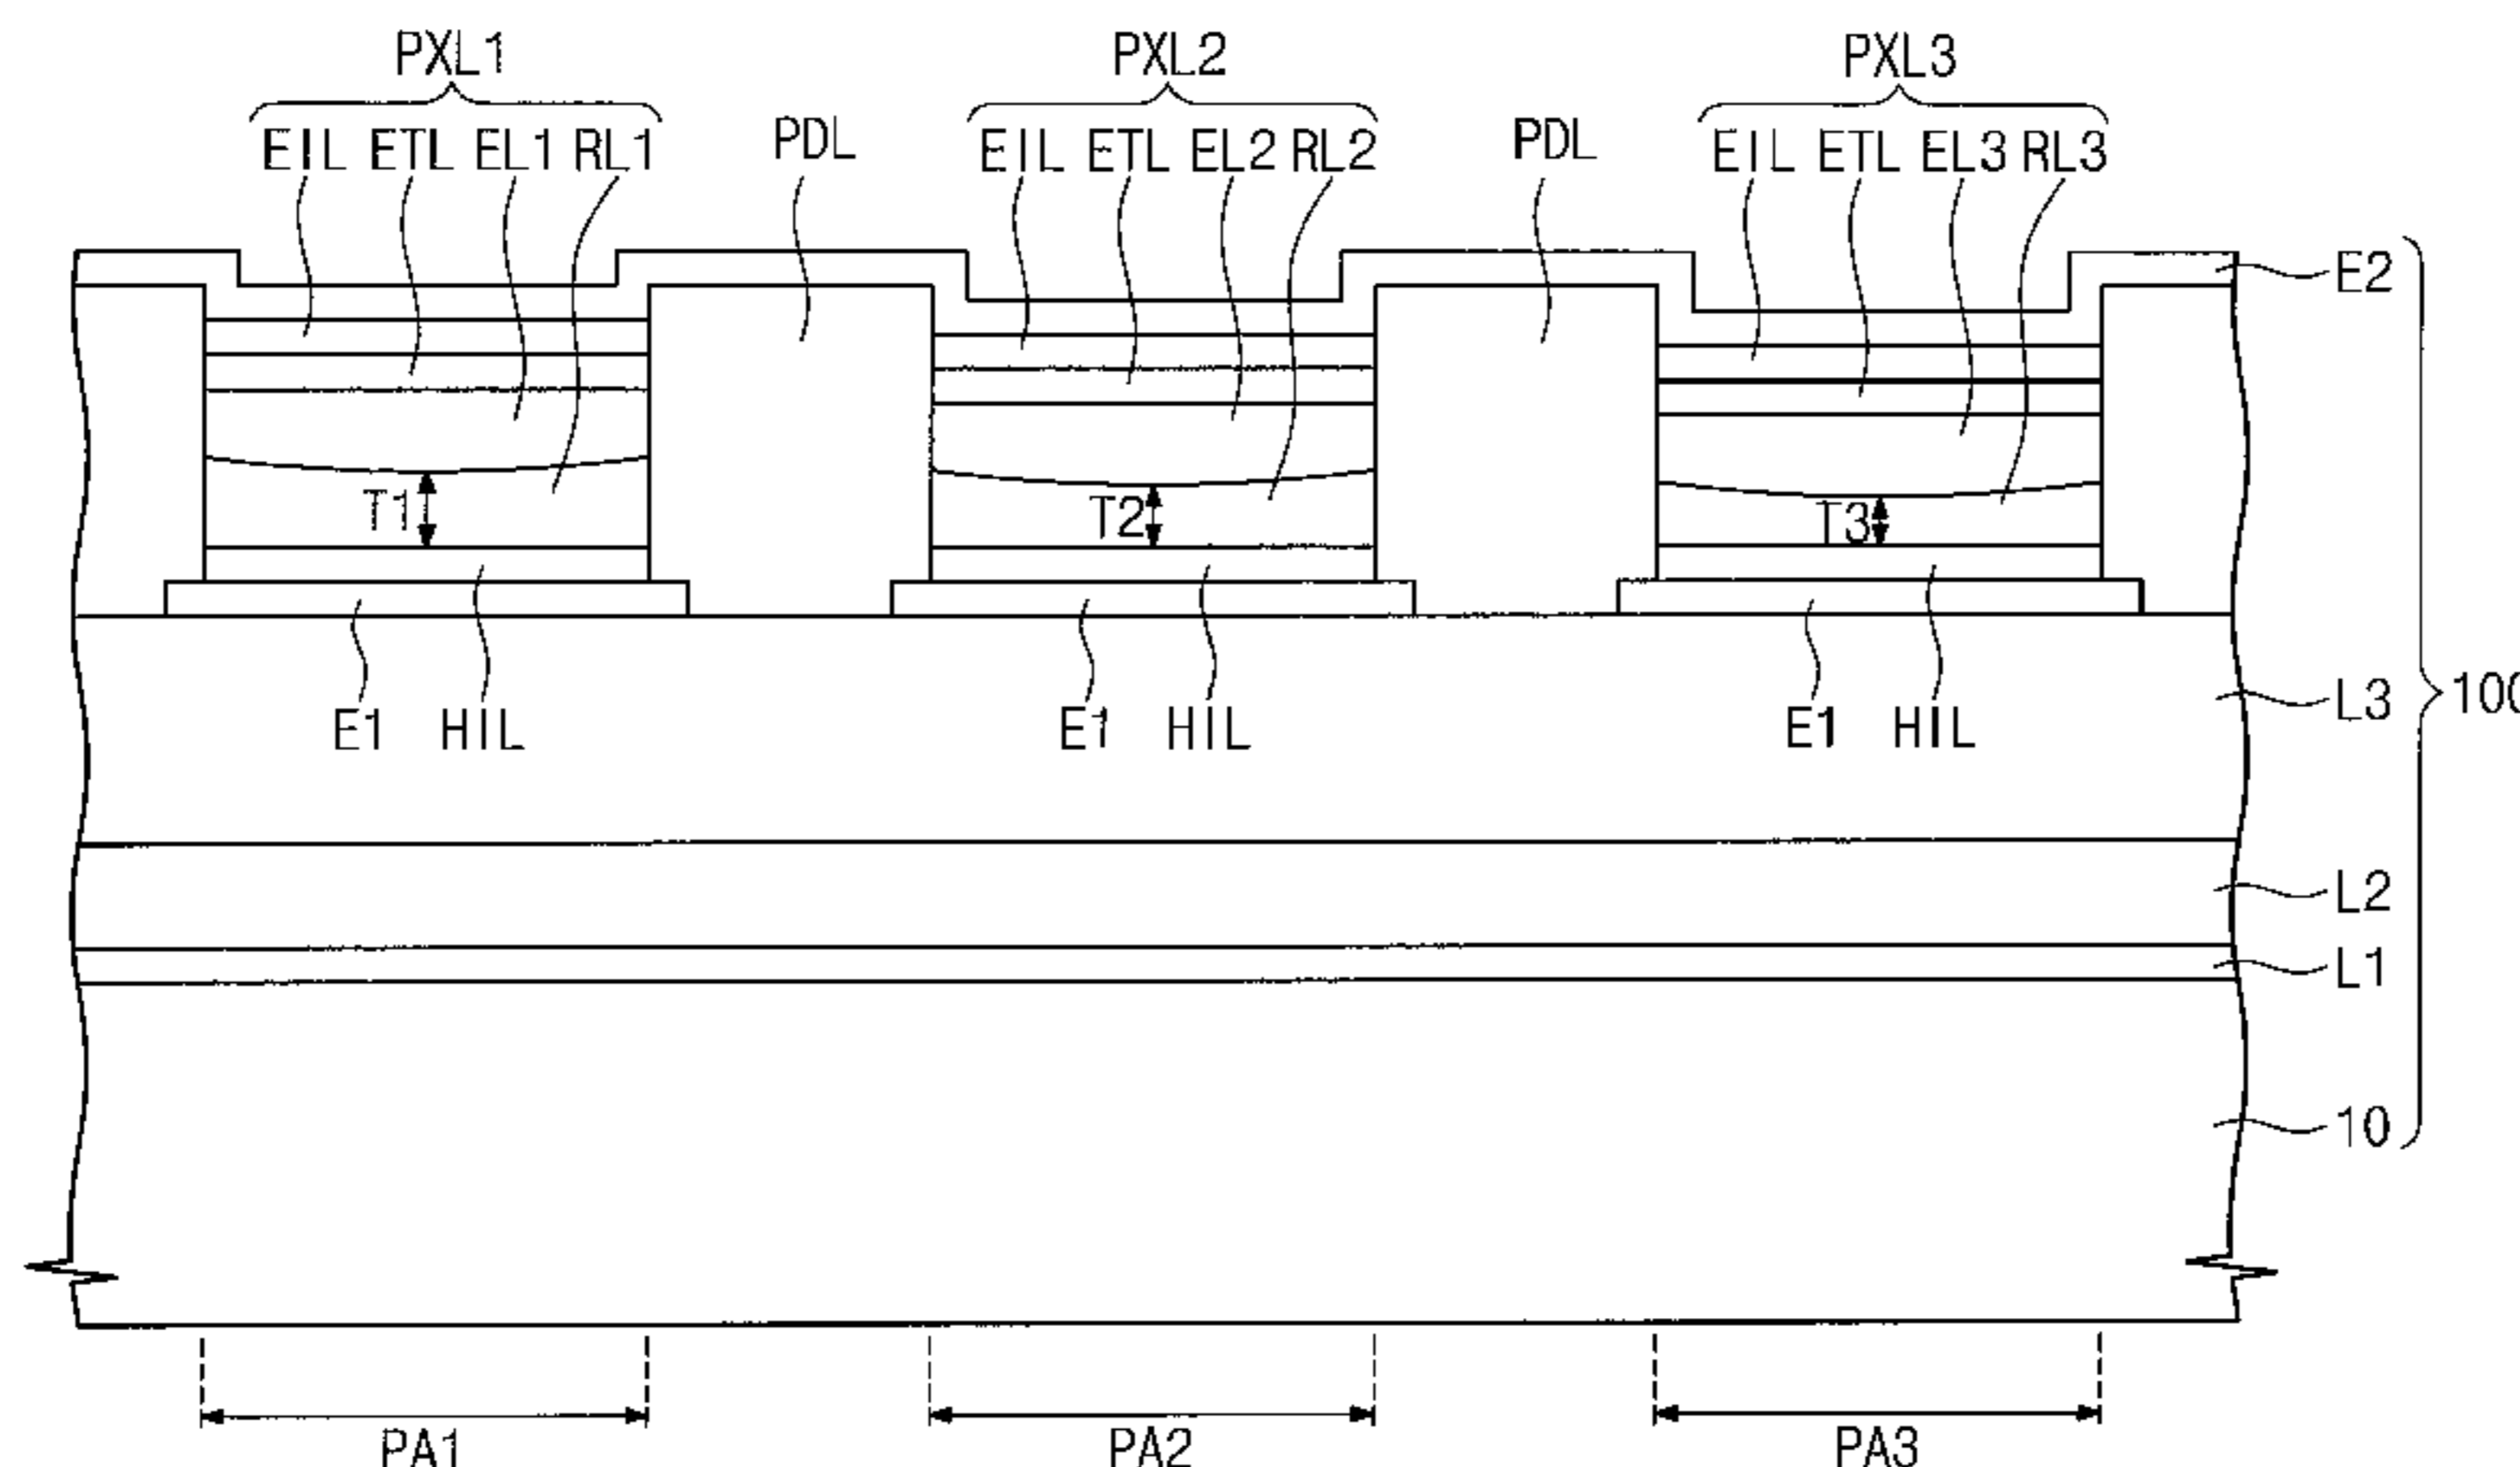 PXL1 PXL2 PXL3
EIL ETL EL1 RL1 PDL EIL ETL EL2 RL2 PDL EIL ETL EL3 RL3
E2
T1 T2 T3
L3 100
E1 HIL E1 HIL E1 HIL
L2
L1
10
PA1 PA2 PA3